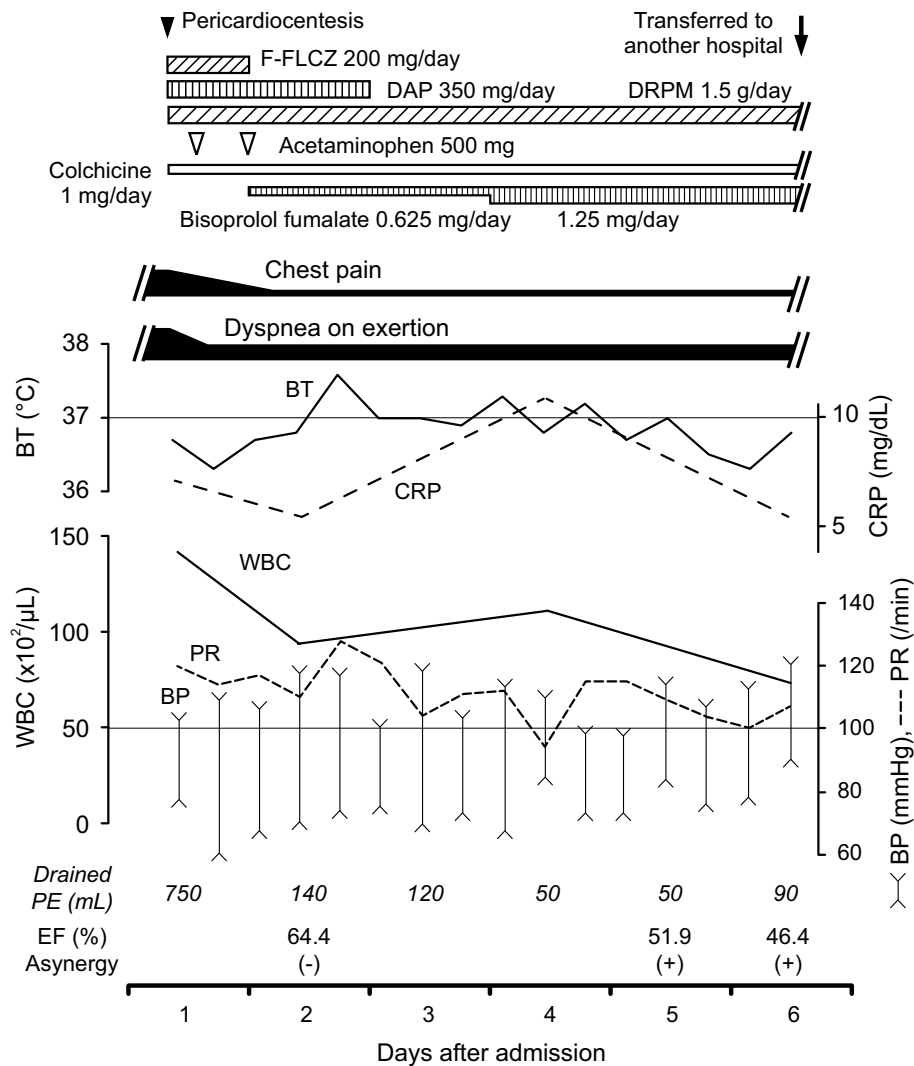 Pericardiocentesis
Transferred to
another hospital
F-FLCZ 200 mg/day
DAP 350 mg/day
DRPM 1.5 g/day
Acetaminophen 500 mg
Colchicine
1 mg/day
Bisoprolol fumalate 0.625 mg/day
1.25 mg/day
Chest pain
Dyspnea on exertion
38
37
36
BT (°C)
BT
CRP
10
5
CRP (mg/dL)
150
100
50
0
WBC (x10²/μL)
WBC
PR
BP
140
120
100
80
60
BP (mmHg), ---- PR (/min)
Drained
PE (mL)
750 140 120 50 50 90
EF (%) 64.4 51.9 46.4
Asynergy (-) (+) (+)
1 2 3 4 5 6
Days after admission